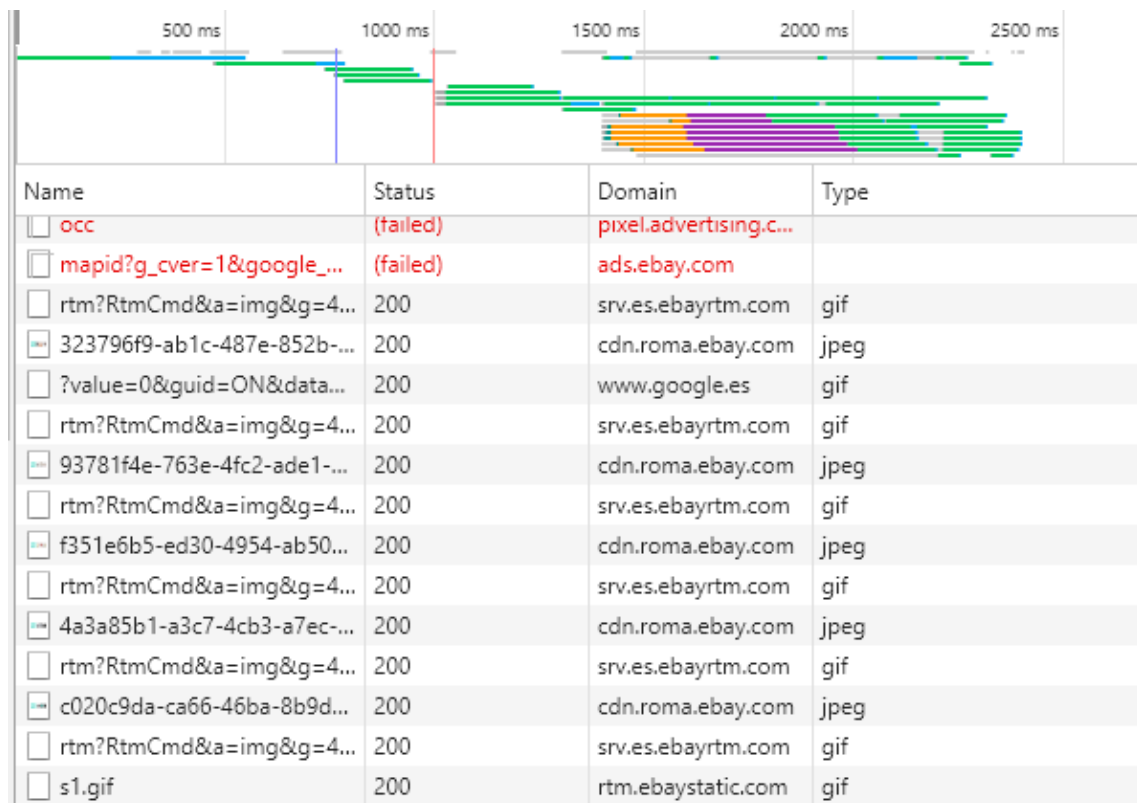 500 ms 1000 ms 1500 ms 2000 ms 2500 ms
Name Status Domain Type
occ (failed) pixel.advertising.c...
mapid?g_cver=1&google_... (failed) ads.ebay.com
rtm?RtmCmd&a=img&g=4... 200 srv.es.ebayrtm.com gif
323796f9-ab1c-487e-852b-... 200 cdn.roma.ebay.com jpeg
?value=0&guid=ON&data... 200 www.google.es gif
rtm?RtmCmd&a=img&g=4... 200 srv.es.ebayrtm.com gif
93781f4e-763e-4fc2-ade1-... 200 cdn.roma.ebay.com jpeg
rtm?RtmCmd&a=img&g=4... 200 srv.es.ebayrtm.com gif
f351e6b5-ed30-4954-ab50... 200 cdn.roma.ebay.com jpeg
rtm?RtmCmd&a=img&g=4... 200 srv.es.ebayrtm.com gif
4a3a85b1-a3c7-4cb3-a7ec-... 200 cdn.roma.ebay.com jpeg
rtm?RtmCmd&a=img&g=4... 200 srv.es.ebayrtm.com gif
c020c9da-ca66-46ba-8b9d... 200 cdn.roma.ebay.com jpeg
rtm?RtmCmd&a=img&g=4... 200 srv.es.ebayrtm.com gif
s1.gif 200 rtm.ebaystatic.com gif